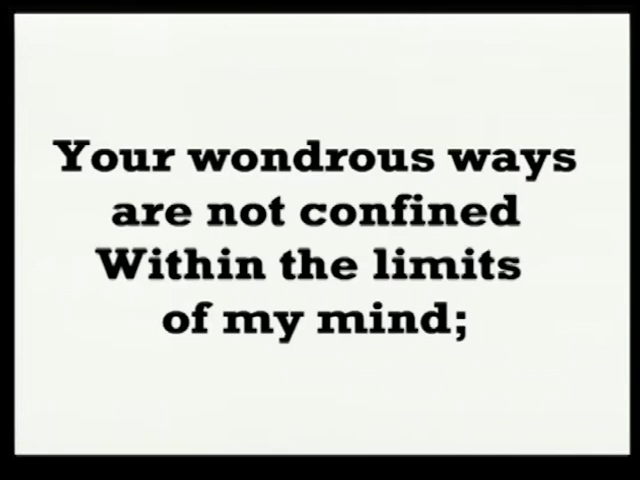 Your wondrous ways
are not confined
Within the limits
of my mind;